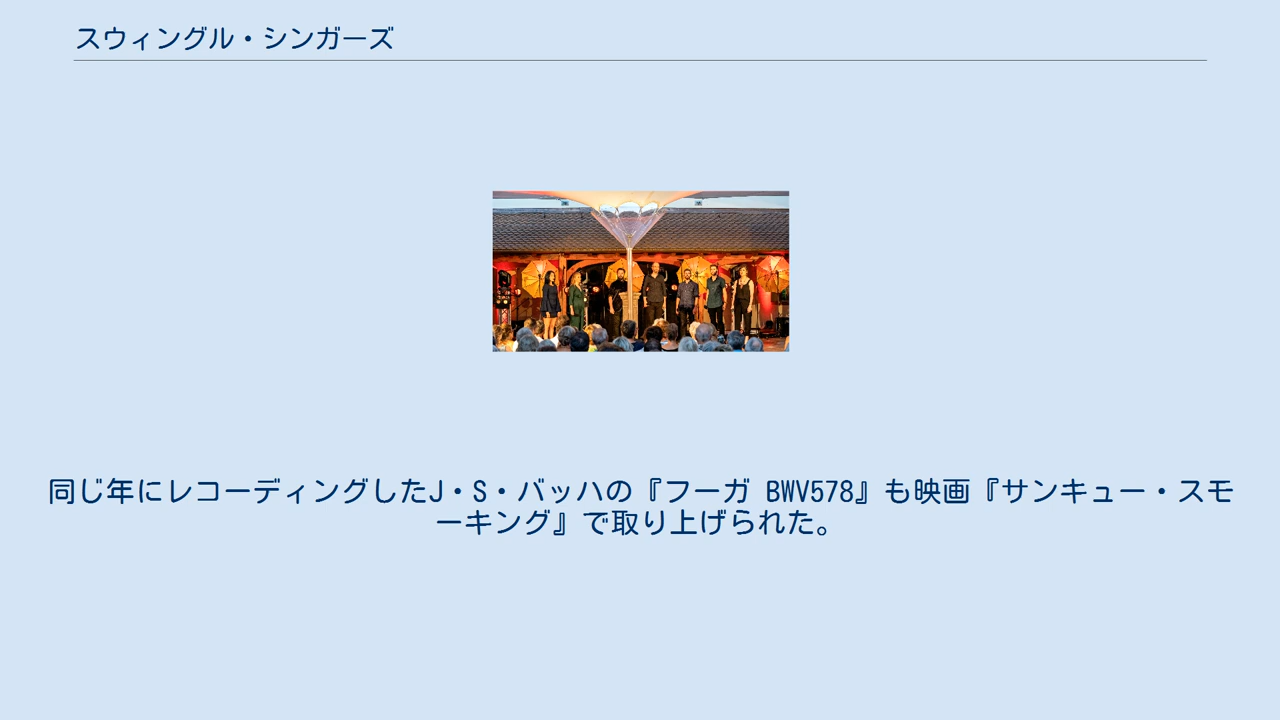 スウィングル・シンガーズ
同じ年にレコーディングしたJ・S・バッハの『フーガ BWV578』も映画『サンキュー・スモ
ーキング』で取り上げられた。